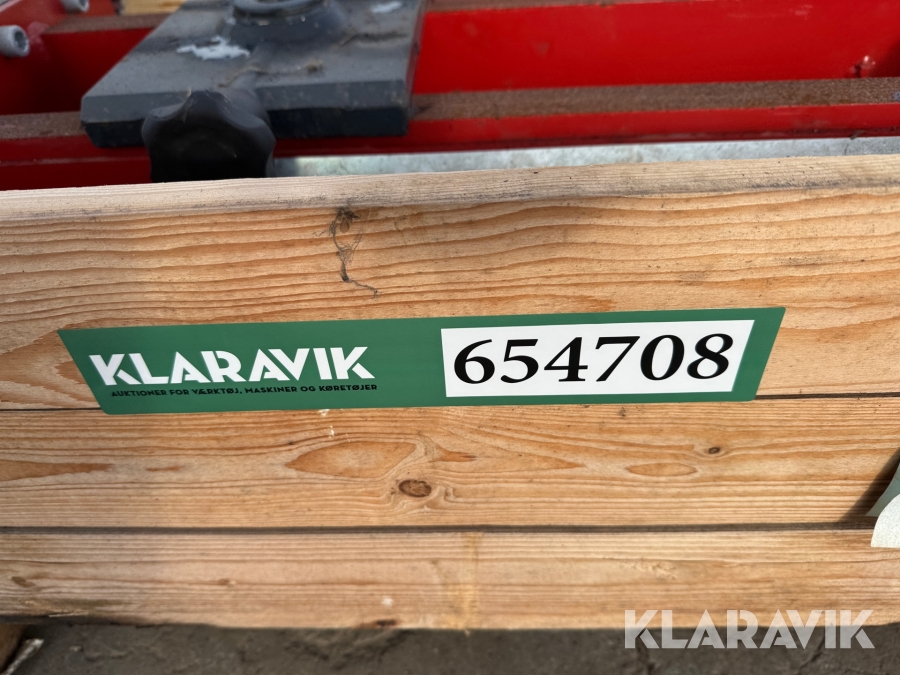 KLARAVIK
AUKTIONER FOR VÆRKTØJ, MASKINER OG KØRETØJER
654708
KLARAVIK